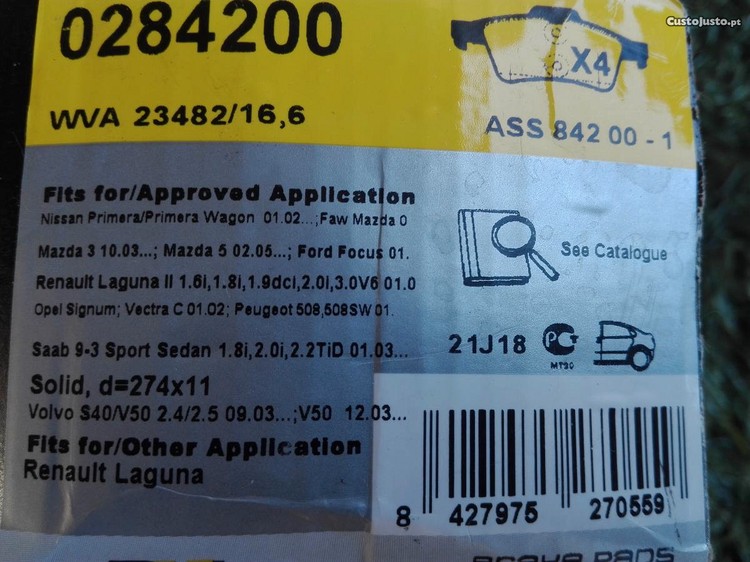 CustoJusto.pt
0284200
X4
WVA 23482/16,6
ASS 842 00 - 1
Fits for/Approved Application
Nissan Primera/Primera Wagon 01.02...;Faw Mazda 0
Mazda 3 10.03...; Mazda 5 02.05...; Ford Focus 01.
Renault Laguna II 1.6i,1.8i,1.9dci,2.0i,3.0V6 01.0
Opel Signum; Vectra C 01.02; Peugeot 508,508SW 01.
Saab 9-3 Sport Sedan 1.8i,2.0i,2.2TiD 01.03...
Solid, d=274x11
Volvo S40/V50 2.4/2.5 09.03...;V50 12.03...
Fits for/Other Application
Renault Laguna
See Catalogue
21J18
MT20
8 427975 270559
BRAKE PADS